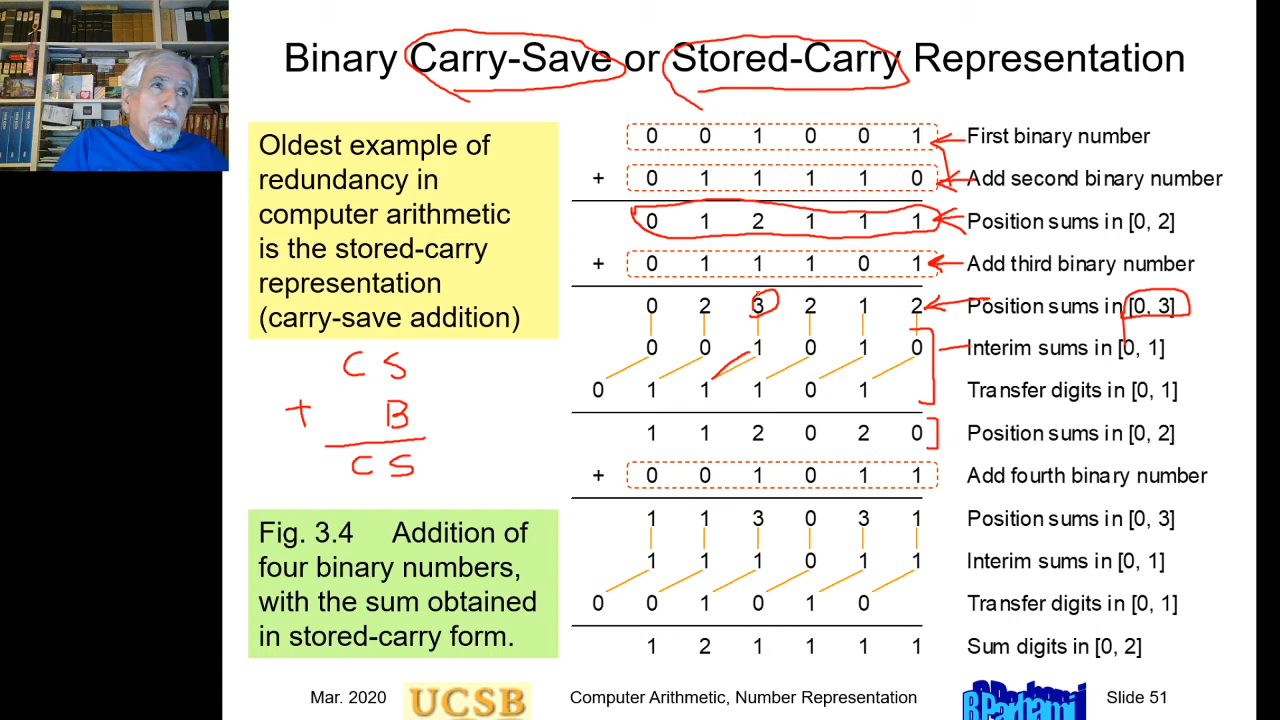 Binary Carry-Save or Stored-Carry Representation
Oldest example of
redundancy in
computer arithmetic
is the stored-carry
representation
(carry-save addition)
C S
+ B
C S
Fig. 3.4 Addition of
four binary numbers,
with the sum obtained
in stored-carry form.
0 0 1 0 0 1 First binary number
+ 0 1 1 1 1 0 Add second binary number
0 1 2 1 1 1 Position sums in [0, 2]
+ 0 1 1 1 0 1 Add third binary number
0 2 3 2 1 2 Position sums in [0, 3]
0 0 1 0 1 0 Interim sums in [0, 1]
0 1 1 1 0 1 Transfer digits in [0, 1]
1 1 2 0 2 0 Position sums in [0, 2]
+ 0 0 1 0 1 1 Add fourth binary number
1 1 3 0 3 1 Position sums in [0, 3]
1 1 1 0 1 1 Interim sums in [0, 1]
0 0 1 0 1 0 Transfer digits in [0, 1]
1 2 1 1 1 1 Sum digits in [0, 2]
Mar. 2020 UCSB Computer Arithmetic, Number Representation B.Parhami Slide 51